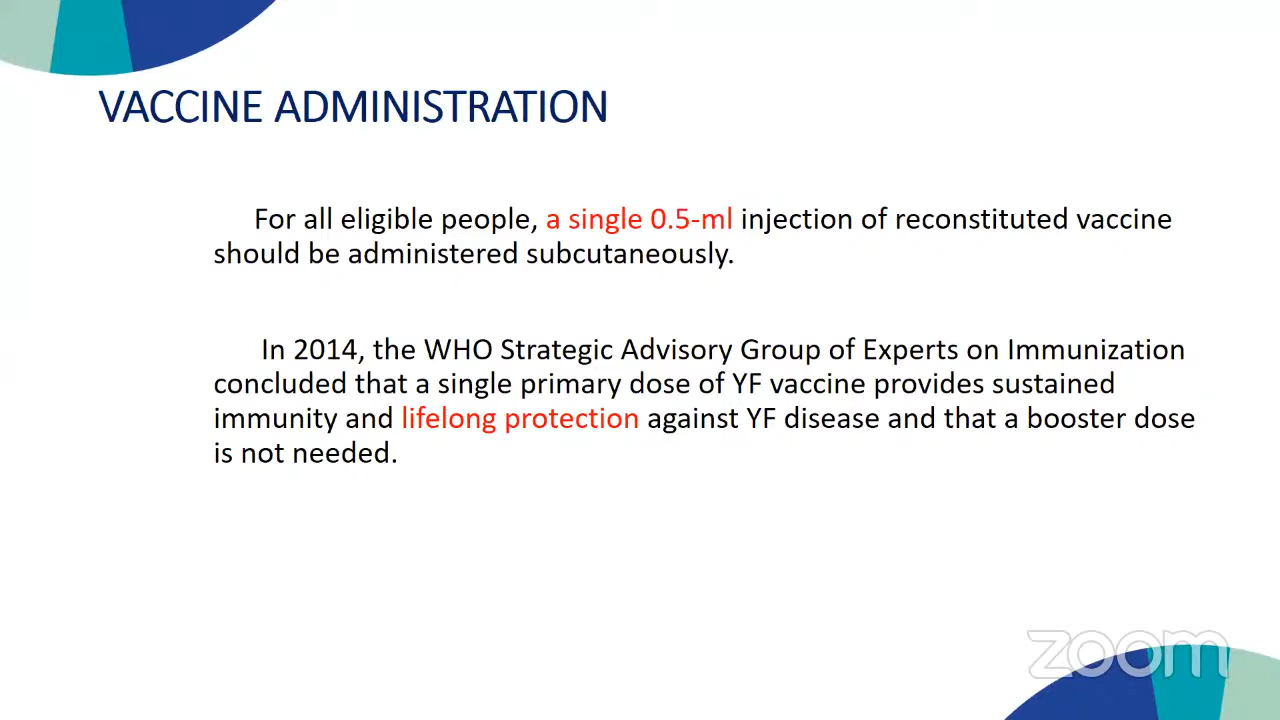 VACCINE ADMINISTRATION
For all eligible people, a single 0.5-ml injection of reconstituted vaccine
should be administered subcutaneously.
In 2014, the WHO Strategic Advisory Group of Experts on Immunization
concluded that a single primary dose of YF vaccine provides sustained
immunity and lifelong protection against YF disease and that a booster dose
is not needed.
zoom